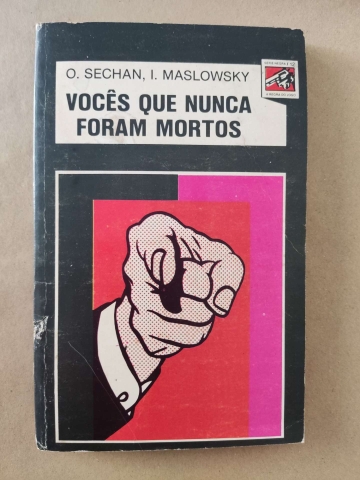 O. SECHAN, I. MASLOWSKY
VOCÊS QUE NUNCA
FORAM MORTOS